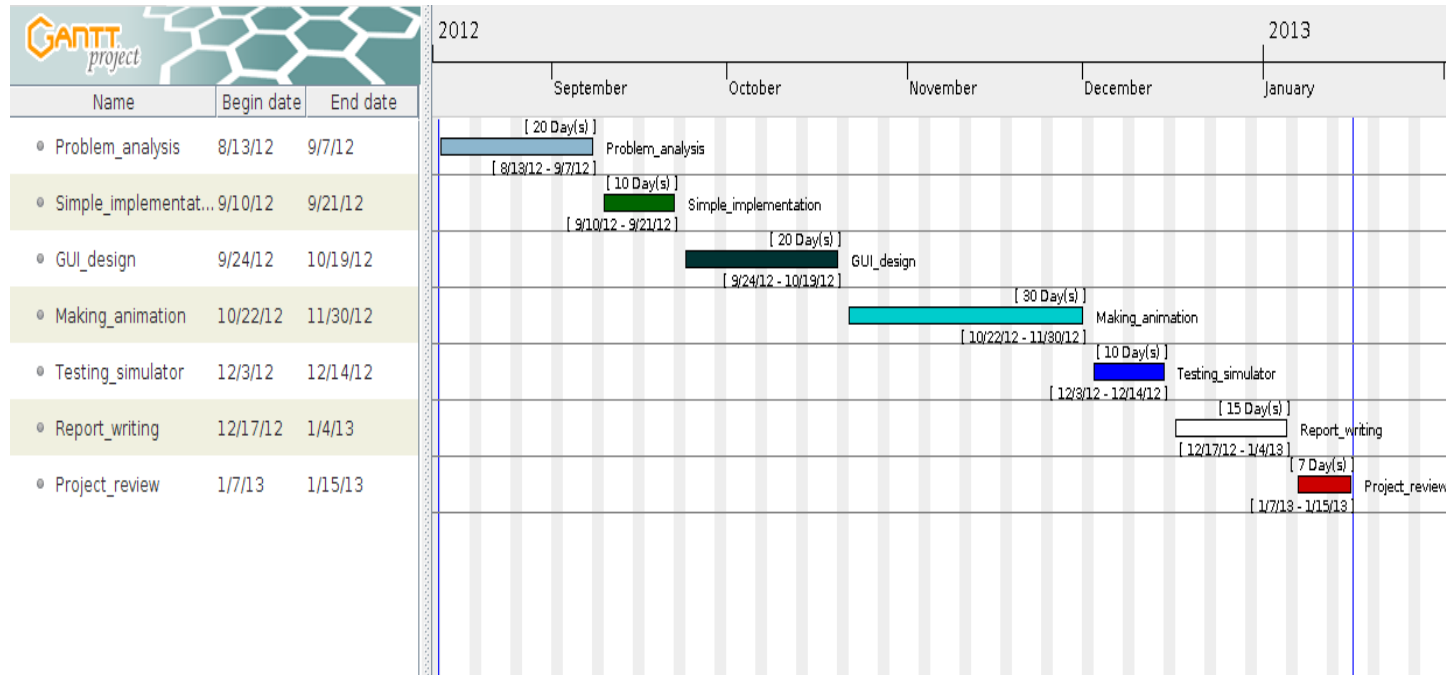 GANTT
project
Name Begin date End date
Problem_analysis 8/13/12 9/7/12
Simple_implementat... 9/10/12 9/21/12
GUI_design 9/24/12 10/19/12
Making_animation 10/22/12 11/30/12
Testing_simulator 12/3/12 12/14/12
Report_writing 12/17/12 1/4/13
Project_review 1/7/13 1/15/13
2012 2013
September October November December January
[ 20 Day(s) ]
Problem_analysis
[ 8/13/12 - 9/7/12 ]
[ 10 Day(s) ]
Simple_implementation
[ 9/10/12 - 9/21/12 ]
[ 20 Day(s) ]
GUI_design
[ 9/24/12 - 10/19/12 ]
[ 30 Day(s) ]
Making_animation
[ 10/22/12 - 11/30/12 ]
[ 10 Day(s) ]
Testing_simulator
[ 12/3/12 - 12/14/12 ]
[ 15 Day(s) ]
Report_writing
[ 12/17/12 - 1/4/13 ]
[ 7 Day(s) ]
Project_review
[ 1/7/13 - 1/15/13 ]